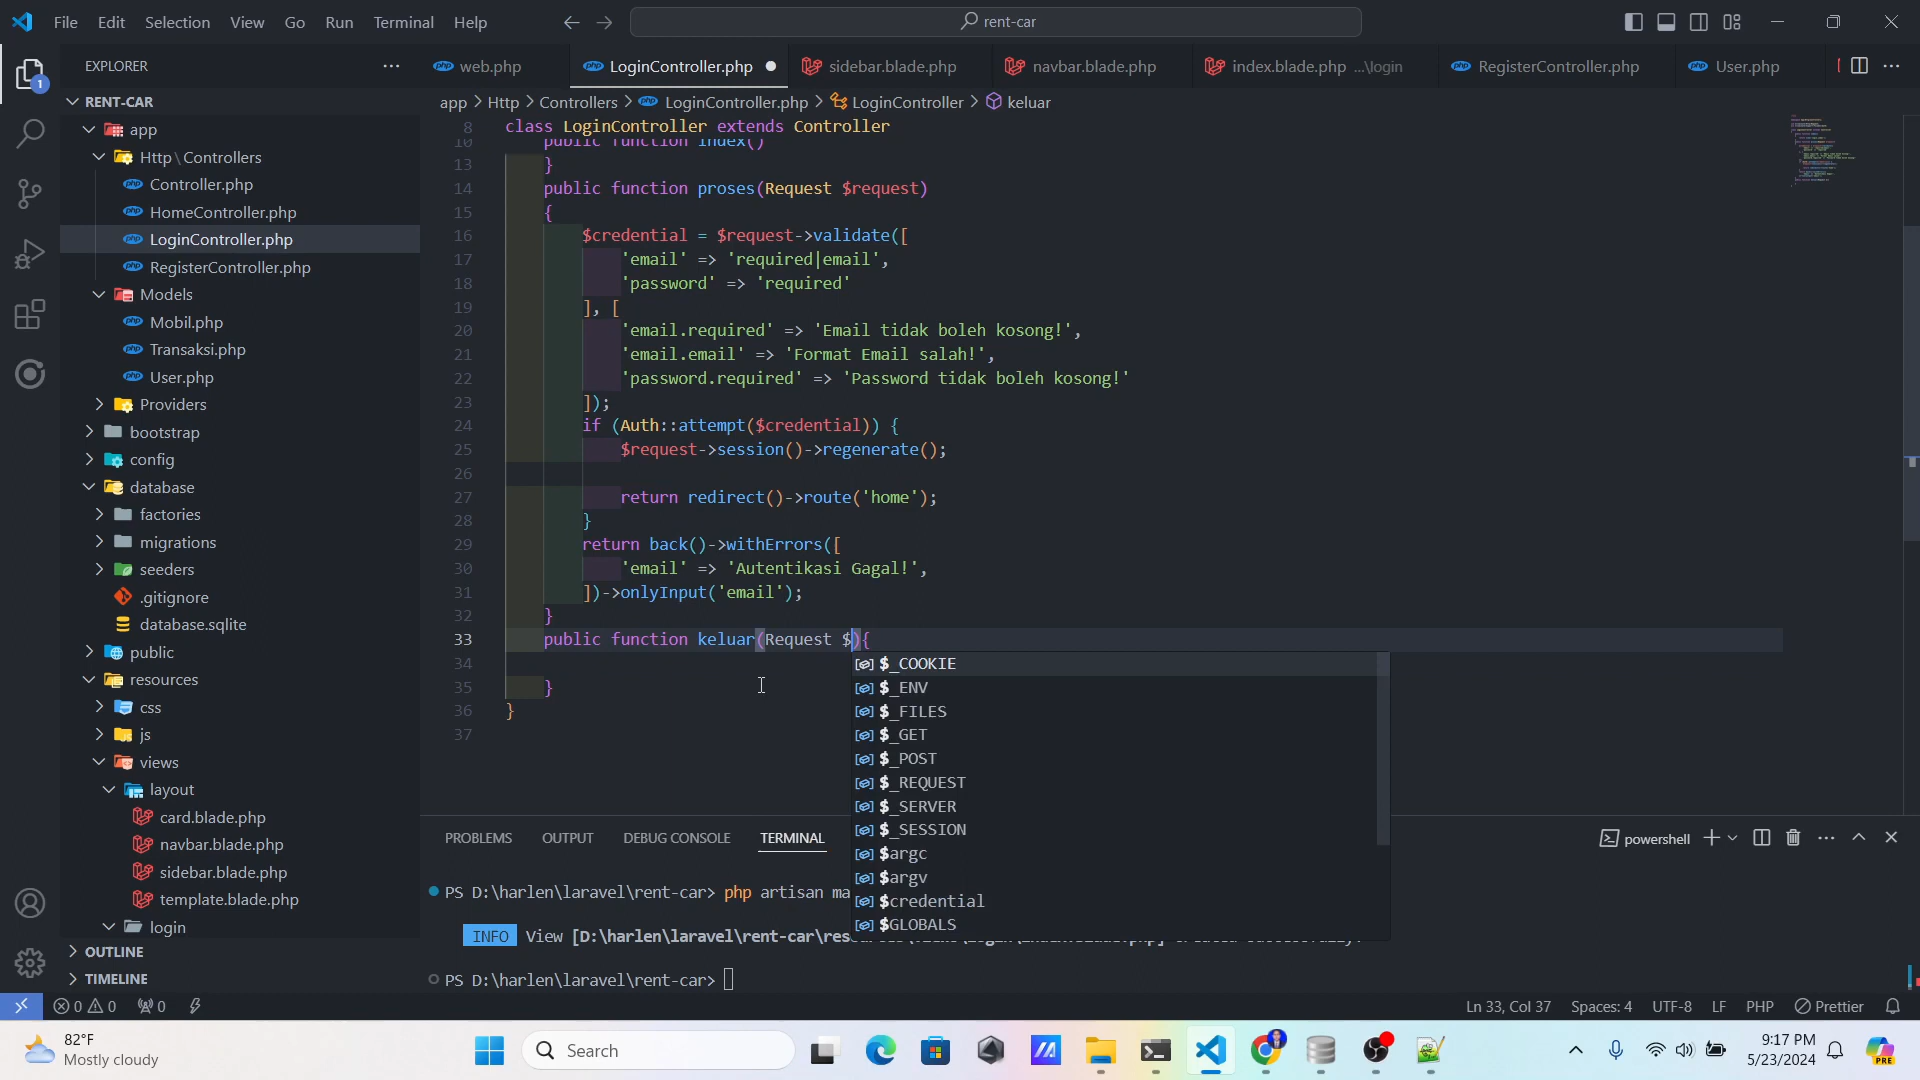 File Edit Selection View Go Run Terminal Help
rent-car
EXPLORER
web.php
LoginController.php
sidebar.blade.php
navbar.blade.php
index.blade.php ...\login
RegisterController.php
User.php
app > Http > Controllers > LoginController.php > LoginController > keluar
RENT-CAR
app
Http\Controllers
Controller.php
HomeController.php
LoginController.php
RegisterController.php
Models
Mobil.php
Transaksi.php
User.php
Providers
bootstrap
config
database
factories
migrations
seeders
.gitignore
database.sqlite
public
resources
css
js
views
layout
card.blade.php
navbar.blade.php
sidebar.blade.php
template.blade.php
login
OUTLINE
TIMELINE
8 class LoginController extends Controller
10 public function index()
13 }
14 public function proses(Request $request)
15 {
16 $credential = $request->validate([
17 'email' => 'required|email',
18 'password' => 'required'
19 ], [
20 'email.required' => 'Email tidak boleh kosong!',
21 'email.email' => 'Format Email salah!',
22 'password.required' => 'Password tidak boleh kosong!'
23 ]);
24 if (Auth::attempt($credential)) {
25 $request->session()->regenerate();
26
27 return redirect()->route('home');
28 }
29 return back()->withErrors([
30 'email' => 'Autentikasi Gagal!',
31 ])->onlyInput('email');
32 }
33 public function keluar(Request $){
34
35 }
36 }
37
$_COOKIE
$_ENV
$_FILES
$_GET
$_POST
$_REQUEST
$_SERVER
$_SESSION
$argc
$argv
$credential
$GLOBALS
PROBLEMS OUTPUT DEBUG CONSOLE TERMINAL
powershell
PS D:\harlen\laravel\rent-car> php artisan ma
INFO View [D:\harlen\laravel\rent-car\res
PS D:\harlen\laravel\rent-car>
0 0 0
Ln 33, Col 37 Spaces: 4 UTF-8 LF PHP Prettier
82°F
Mostly cloudy
Search
9:17 PM
5/23/2024
PRE
1